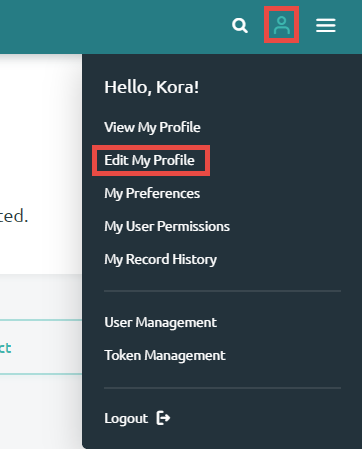 Hello, Kora!
View My Profile
Edit My Profile
ted.
My Preferences
My User Permissions
My Record History
User Management
ct
Token Management
Logout